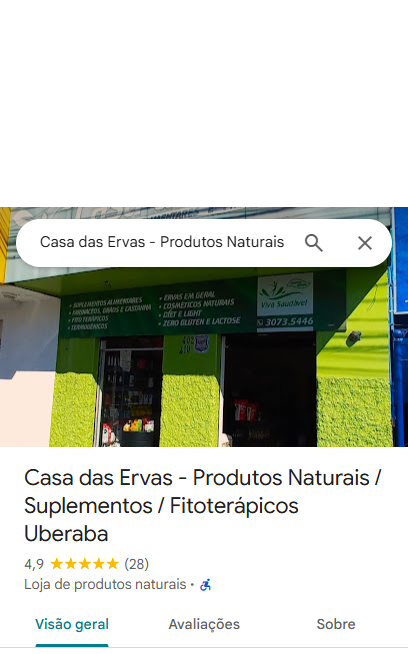 Casa das Ervas - Produtos Naturais
• SUPLEMENTOS ALIMENTARES
• FARINÁCEOS, GRÃOS E CASTANHA
• FITOTERÁPICOS
• TERMOGÊNICOS
• ERVAS EM GERAL
• COSMÉTICOS NATURAIS
• DIET E LIGHT
• ZERO GLÚTEN E LACTOSE
Viva Saudável
3073.5446
Casa das Ervas - Produtos Naturais /
Suplementos / Fitoterápicos
Uberaba
4,9 ★★★★★ (28)
Loja de produtos naturais •
Visão geral
Avaliações
Sobre